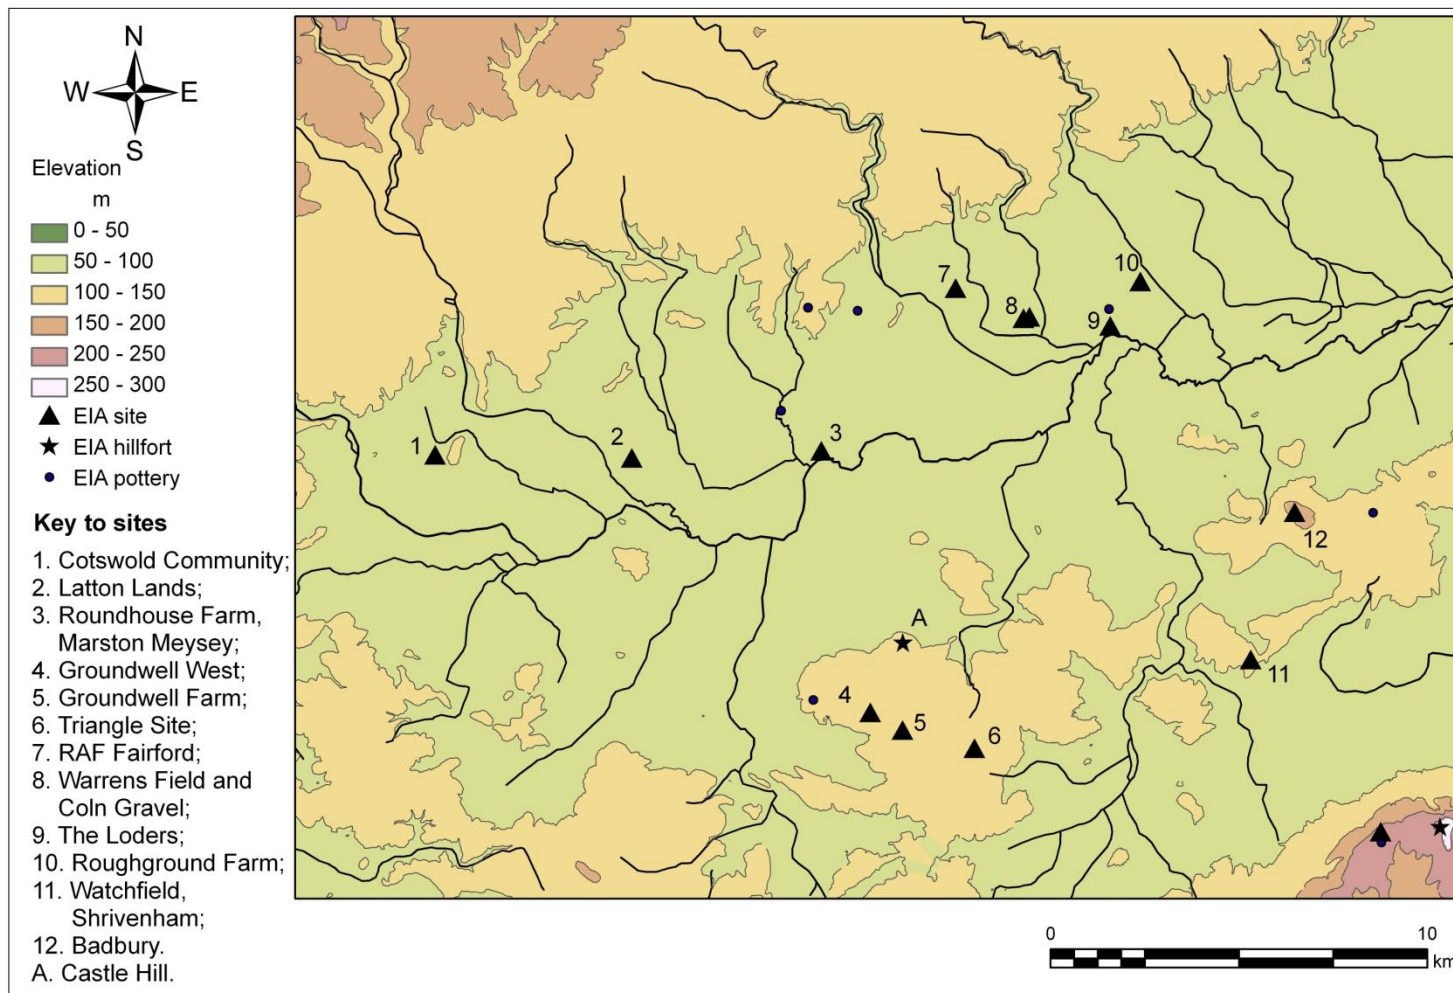 N
W E
S
Elevation
m
0 - 50
50 - 100
100 - 150
150 - 200
200 - 250
250 - 300
EIA site
EIA hillfort
EIA pottery
Key to sites
1. Cotswold Community;
2. Latton Lands;
3. Roundhouse Farm,
Marston Meysey;
4. Groundwell West;
5. Groundwell Farm;
6. Triangle Site;
7. RAF Fairford;
8. Warrens Field and
Coln Gravel;
9. The Loders;
10. Roughground Farm;
11. Watchfield,
Shrivenham;
12. Badbury.
A. Castle Hill.
10
7
8
9
1
2
3
12
A
11
4
5
6
0 10
km